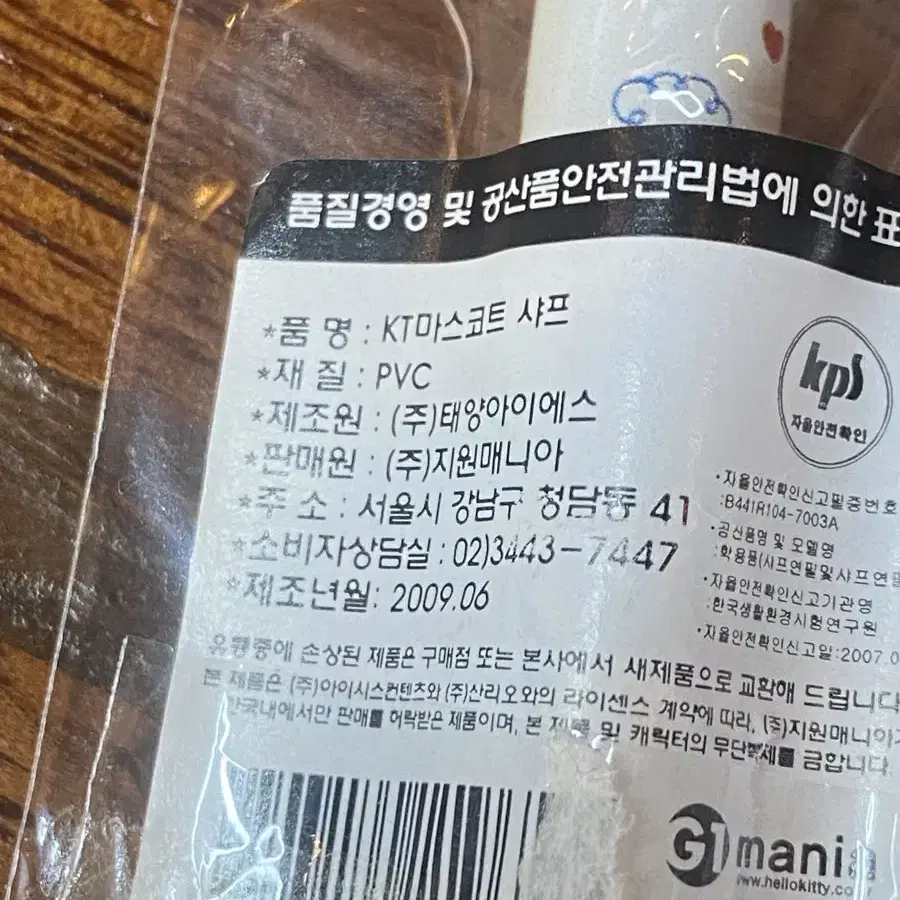 품질경영 및 공산품안전관리법에 의한 표
*품 명 : KT마스코트 샤프
*재 질 : PVC
*제조원 : (주)태양아이에스
*판매원 : (주)지원매니아
*주 소 : 서울시 강남구 청담동 41
*소비자상담실 : 02)3443-7447
*제조년월: 2009.06
kps
자율안전확인
·자율안전확인신고필증번호
:B441R104-7003A
·공산품명 및 모델명
:학용품(샤프연필및샤프연필
·자율안전확인신고기관명
:한국생활환경시험연구원
·자율안전확인신고일:2007.0
유통중에 손상된 제품은 구매점 또는 본사에서 새제품으로 교환해 드립니다
본 제품은 (주)아이시스컨텐츠와 (주)산리오와의 라이센스 계약에 따라, (주)지원매니아가
한국내에서만 판매를 허락받은 제품이며, 본 제품 및 캐릭터의 무단복제를 금합니다.
G1 mania
www.hellokitty.co